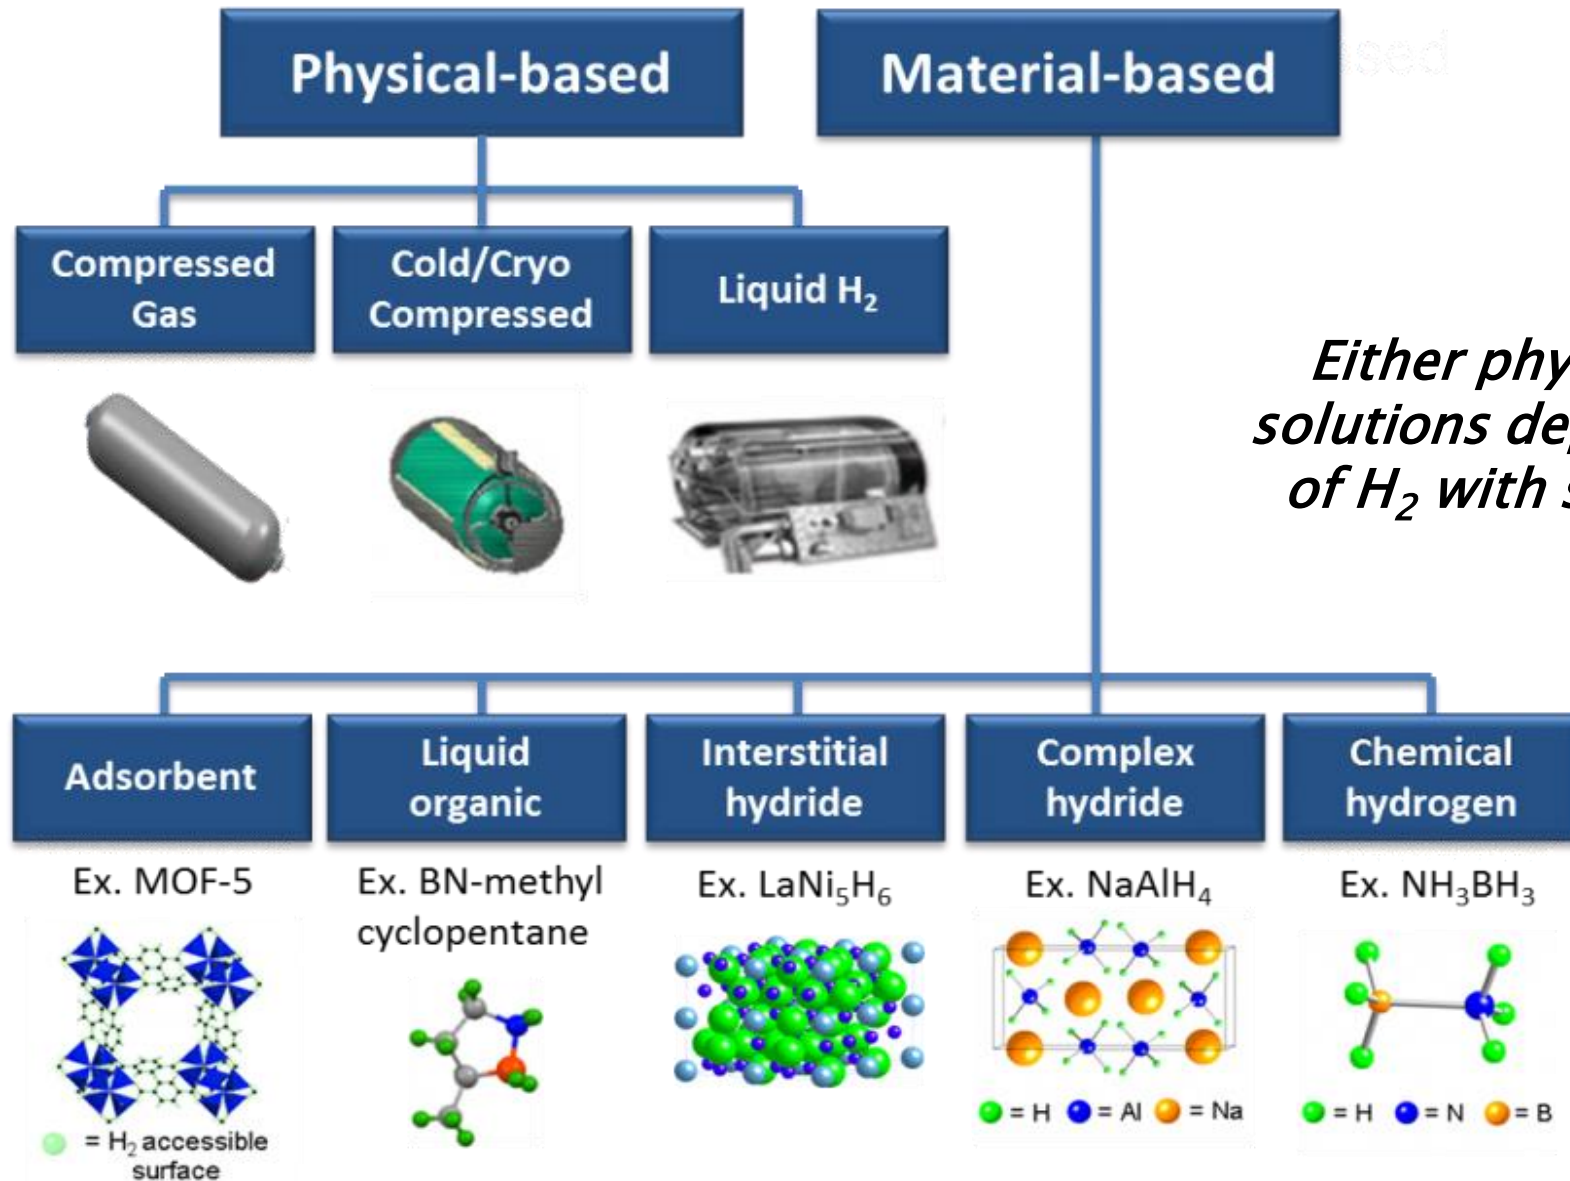 Physical-based
Material-based
Compressed
Gas
Cold/Cryo
Compressed
Liquid H₂
Either phy
solutions de
of H₂ with s
Adsorbent
Liquid
organic
Interstitial
hydride
Complex
hydride
Chemical
hydrogen
Ex. MOF-5
Ex. BN-methyl
cyclopentane
Ex. LaNi₅H₆
Ex. NaAlH₄
Ex. NH₃BH₃
= H₂ accessible
surface
= H = Al = Na
= H = N = B